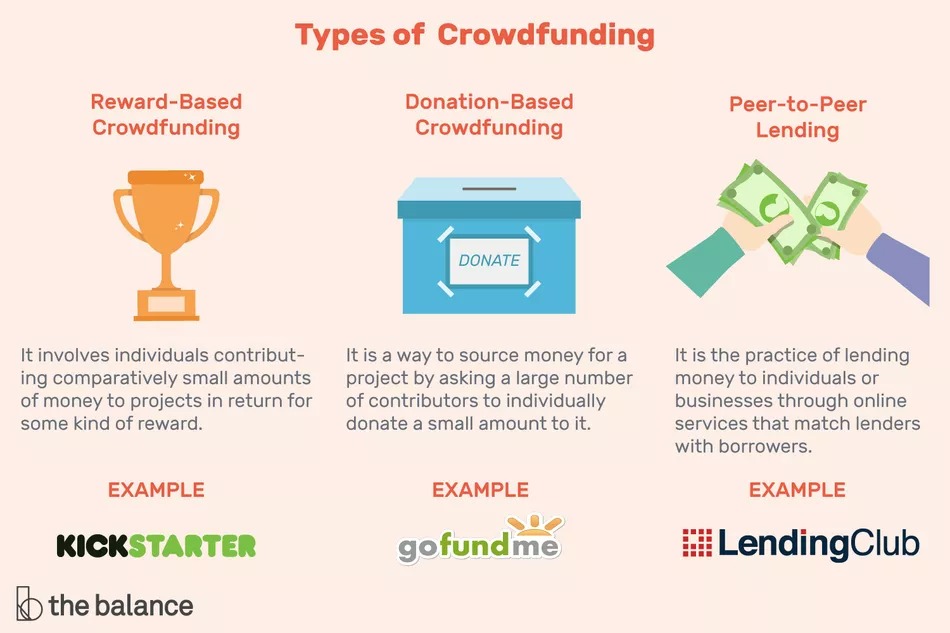 Types of Crowdfunding
Reward-Based
Crowdfunding
It involves individuals contribut-
ing comparatively small amounts
of money to projects in return for
some kind of reward.
EXAMPLE
KICKSTARTER
Donation-Based
Crowdfunding
DONATE
It is a way to source money for a
project by asking a large number
of contributors to individually
donate a small amount to it.
EXAMPLE
gofundme
Peer-to-Peer
Lending
It is the practice of lending
money to individuals or
businesses through online
services that match lenders
with borrowers.
EXAMPLE
LendingClub
the balance